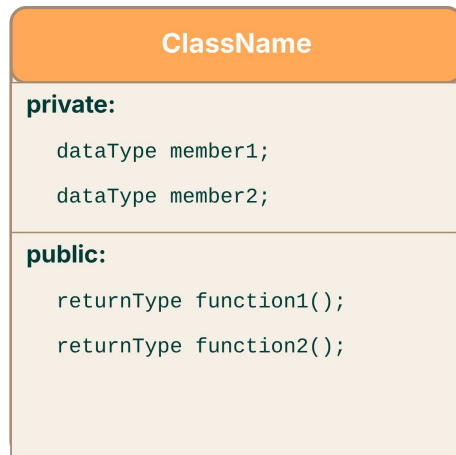 ClassName
private:
dataType member1;
dataType member2;
public:
returnType function1();
returnType function2();